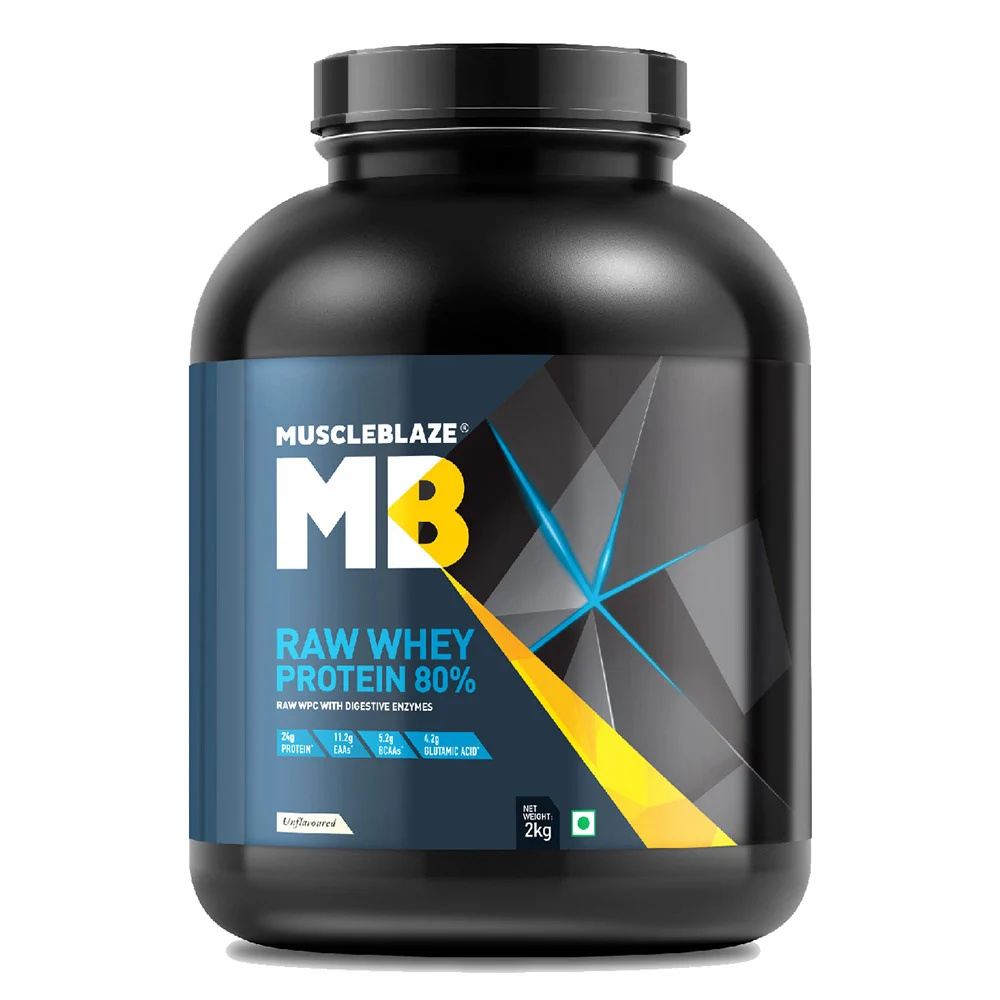 MUSCLEBLAZE®
MB
RAW WHEY
PROTEIN 80%
RAW WPC WITH DIGESTIVE ENZYMES
24g
PROTEIN*
11.2g
EAAs*
5.2g
BCAAs*
4.2g
GLUTAMIC ACID*
Unflavoured
NET
WEIGHT:
2kg